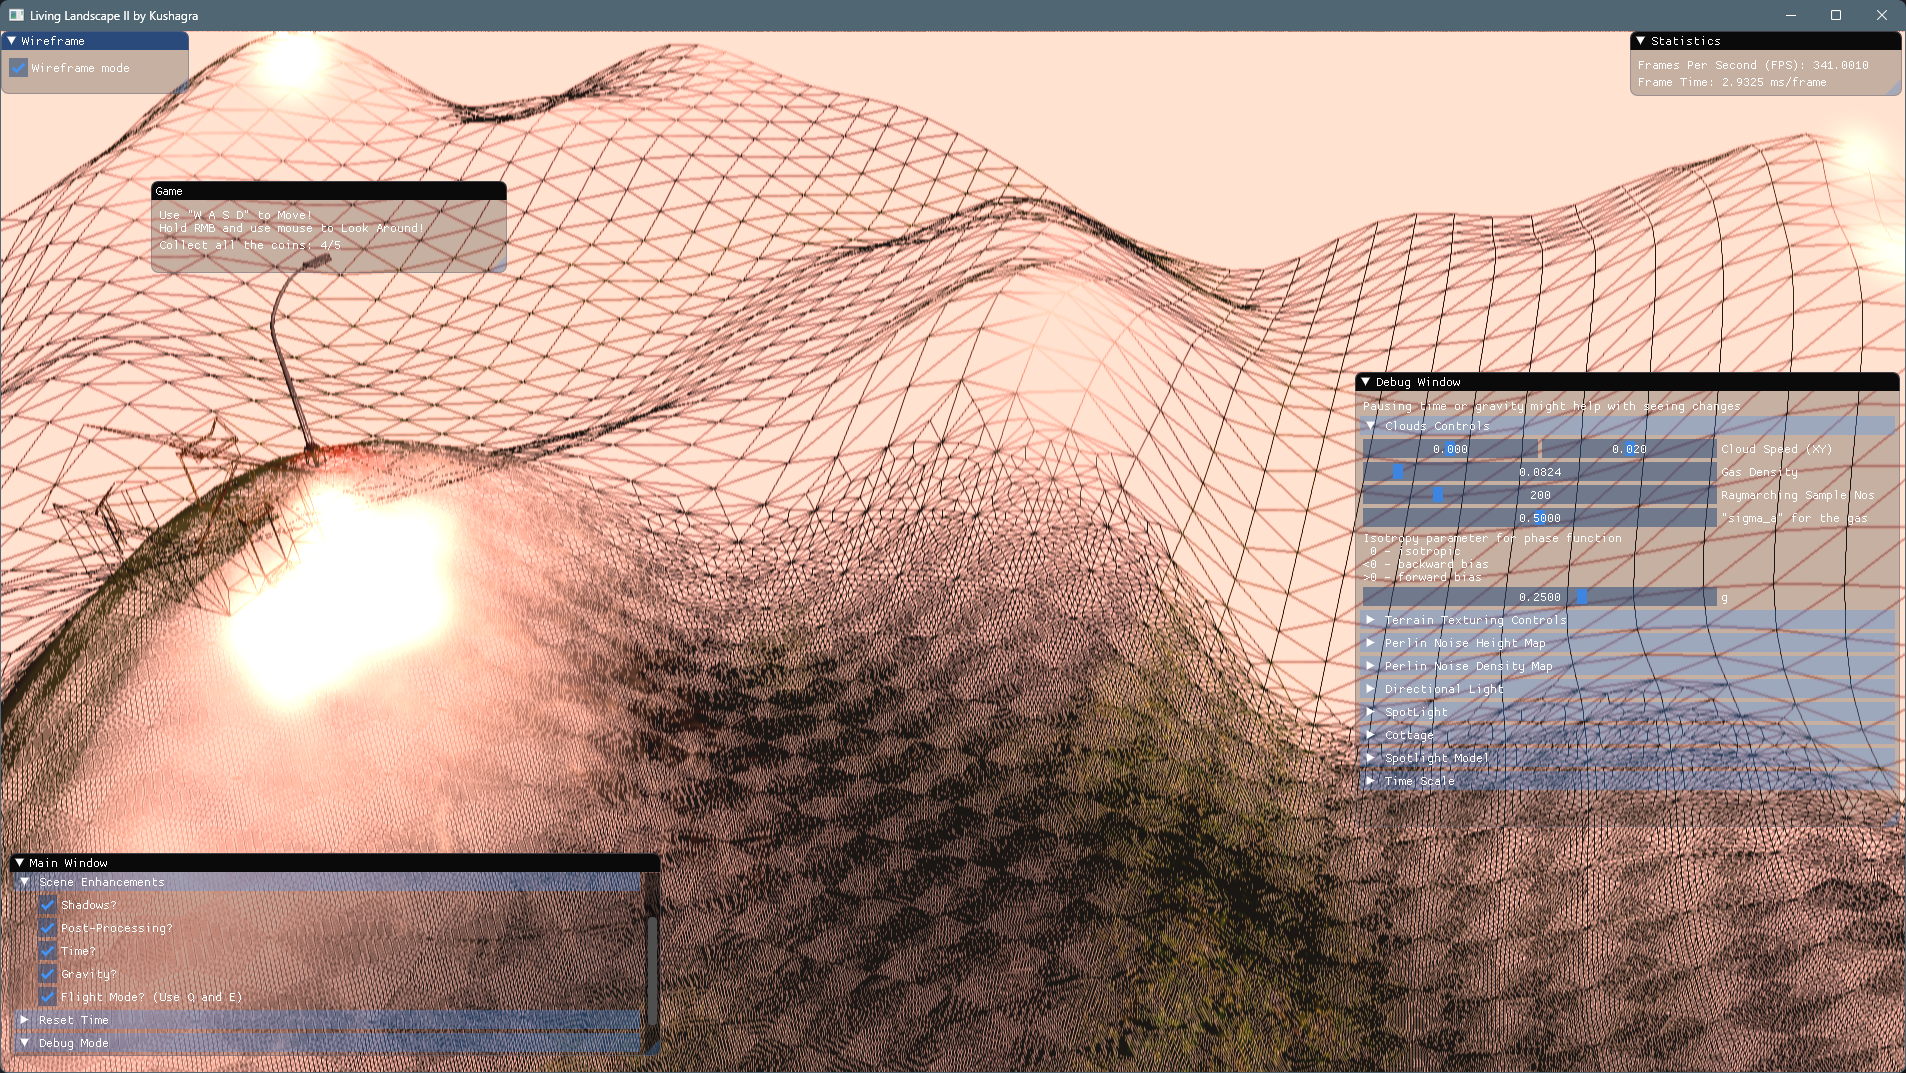 Living Landscape II by Kushagra
Wireframe
Wireframe mode
Statistics
Frames Per Second (FPS): 341.0010
Frame Time: 2.9325 ms/frame
Game
Use "W A S D" to Move!
Hold RMB and use mouse to Look Around!
Collect all the coins: 4/5
Debug Window
Pausing time or gravity might help with seeing changes
Clouds Controls
0.000 0.020 Cloud Speed (XY)
0.0824 Gas Density
200 Raymarching Sample Nos
0.5000 "sigma_a" for the gas
Isotropy parameter for phase function
0 - isotropic
<0 - backward bias
>0 - forward bias
0.2500 g
Terrain Texturing Controls
Perlin Noise Height Map
Perlin Noise Density Map
Directional Light
SpotLight
Cottage
Spotlight Model
Time Scale
Main Window
Scene Enhancements
Shadows?
Post-Processing?
Time?
Gravity?
Flight Mode? (Use Q and E)
Reset Time
Debug Mode